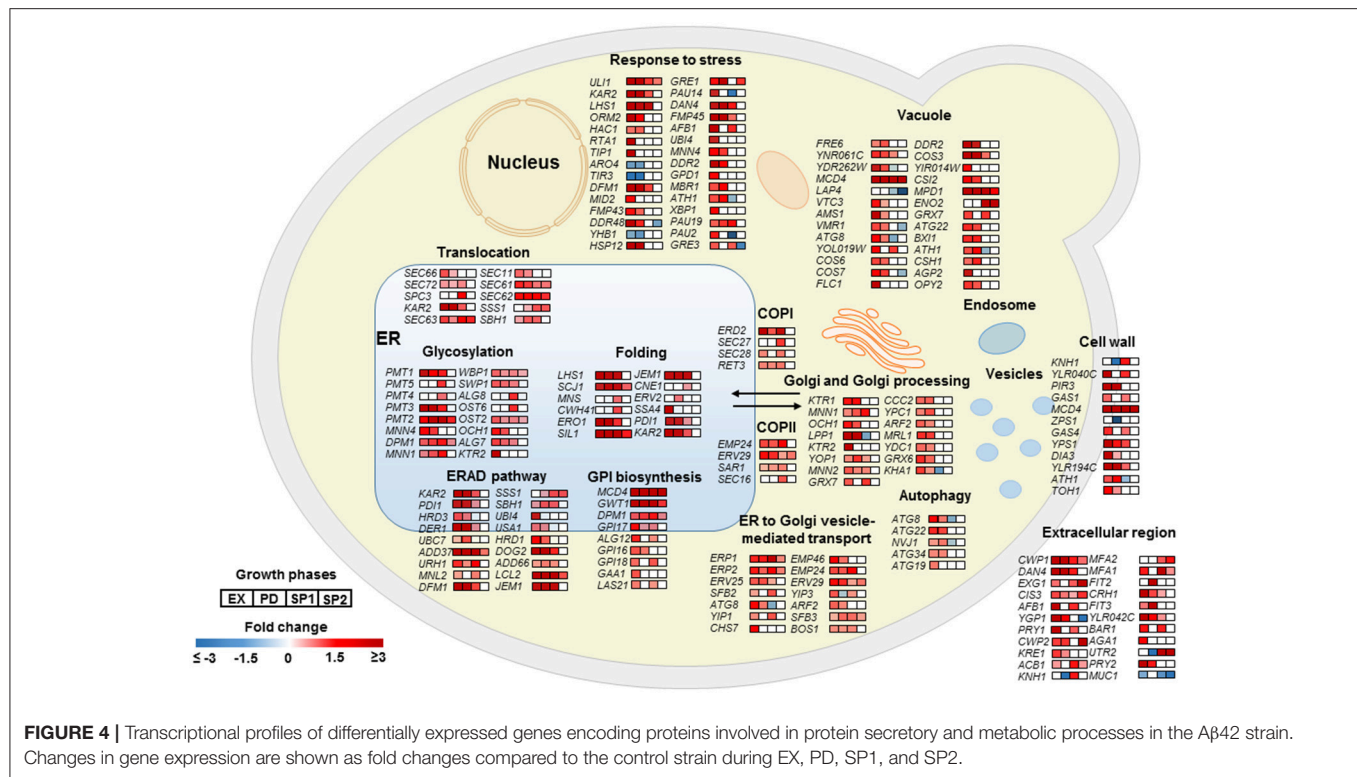 Response to stress
ULI1 GRE1
KAR2 PAU14
LHS1 DAN4
ORM2 FMP45
HAC1 AFB1
RTA1 UBI4
TIP1 MNN4
ARO4 DDR2
TIR3 GPD1
DFM1 MBR1
MID2 ATH1
FMP43 XBP1
DDR48 PAU19
YHB1 PAU2
HSP12 GRE3
Nucleus
Vacuole
FRE6 DDR2
YNR061C COS3
YDR262W YIR014W
MCD4 CSI2
LAP4 MPD1
VTC3 ENO2
AMS1 GRX7
VMR1 ATG22
ATG8 BXI1
YOL019W ATH1
COS6 CSH1
COS7 AGP2
FLC1 OPY2
Translocation
SEC66 SEC11
SEC72 SEC61
SPC3 SEC62
KAR2 SSS1
SEC63 SBH1
ER
Glycosylation
PMT1 WBP1
PMT5 SWP1
PMT4 ALG8
PMT3 OST6
PMT2 OST2
MNN4 OCH1
DPM1 ALG7
MNN1 KTR2
Folding
LHS1 JEM1
SCJ1 CNE1
MNS ERV2
CWH41 SSA4
ERO1 PDI1
SIL1 KAR2
COPI
ERD2
SEC27
SEC28
RET3
Golgi and Golgi processing
KTR1 CCC2
MNN1 YPC1
OCH1 ARF2
LPP1 MRL1
KTR2 YDC1
YOP1 GRX6
MNN2 KHA1
GRX7
COPII
EMP24
ERV29
SAR1
SEC16
Endosome
Vesicles
Cell wall
KNH1
YLR040C
PIR3
GAS1
MCD4
ZPS1
GAS4
YPS1
DIA3
YLR194C
ATH1
TOH1
ERAD pathway
KAR2 SSS1
PDI1 SBH1
HRD3 UBI4
DER1 USA1
UBC7 HRD1
ADD37 DOG2
URH1 ADD66
MNL2 LCL2
DFM1 JEM1
GPI biosynthesis
MCD4
GWT1
DPM1
GPI17
ALG12
GPI16
GPI18
GAA1
LAS21
ER to Golgi vesicle-
mediated transport
ERP1 EMP46
ERP2 EMP24
ERV25 ERV29
SFB2 YIP3
ATG8 ARF2
YIP1 SFB3
CHS7 BOS1
Autophagy
ATG8
ATG22
NVJ1
ATG34
ATG19
Extracellular region
CWP1 MFA2
DAN4 MFA1
EXG1 FIT2
CIS3 CRH1
AFB1 FIT3
YGP1 YLR042C
PRY1 BAR1
CWP2 AGA1
KRE1 UTR2
ACB1 PRY2
KNH1 MUC1
Growth phases
EX PD SP1 SP2
Fold change
≤ -3 -1.5 0 1.5 ≥3
FIGURE 4 | Transcriptional profiles of differentially expressed genes encoding proteins involved in protein secretory and metabolic processes in the Aβ42 strain.
Changes in gene expression are shown as fold changes compared to the control strain during EX, PD, SP1, and SP2.